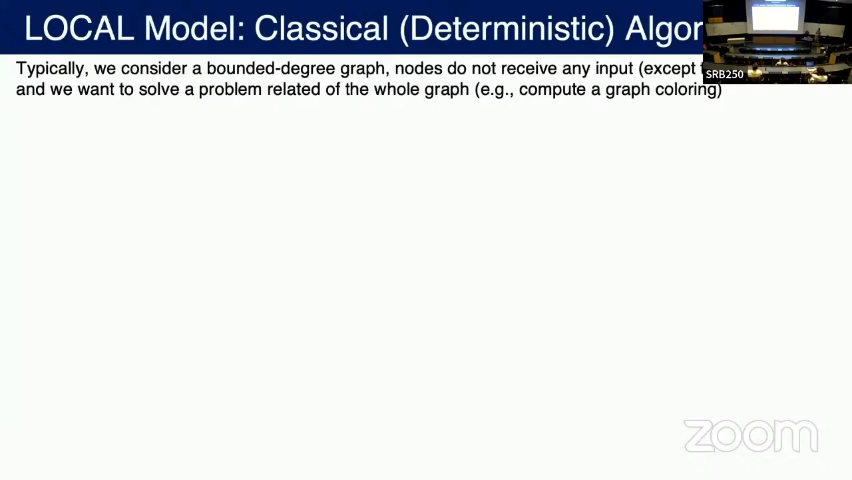 LOCAL Model: Classical (Deterministic) Algor
SRB250
Typically, we consider a bounded-degree graph, nodes do not receive any input (except
and we want to solve a problem related of the whole graph (e.g., compute a graph coloring)
zoom